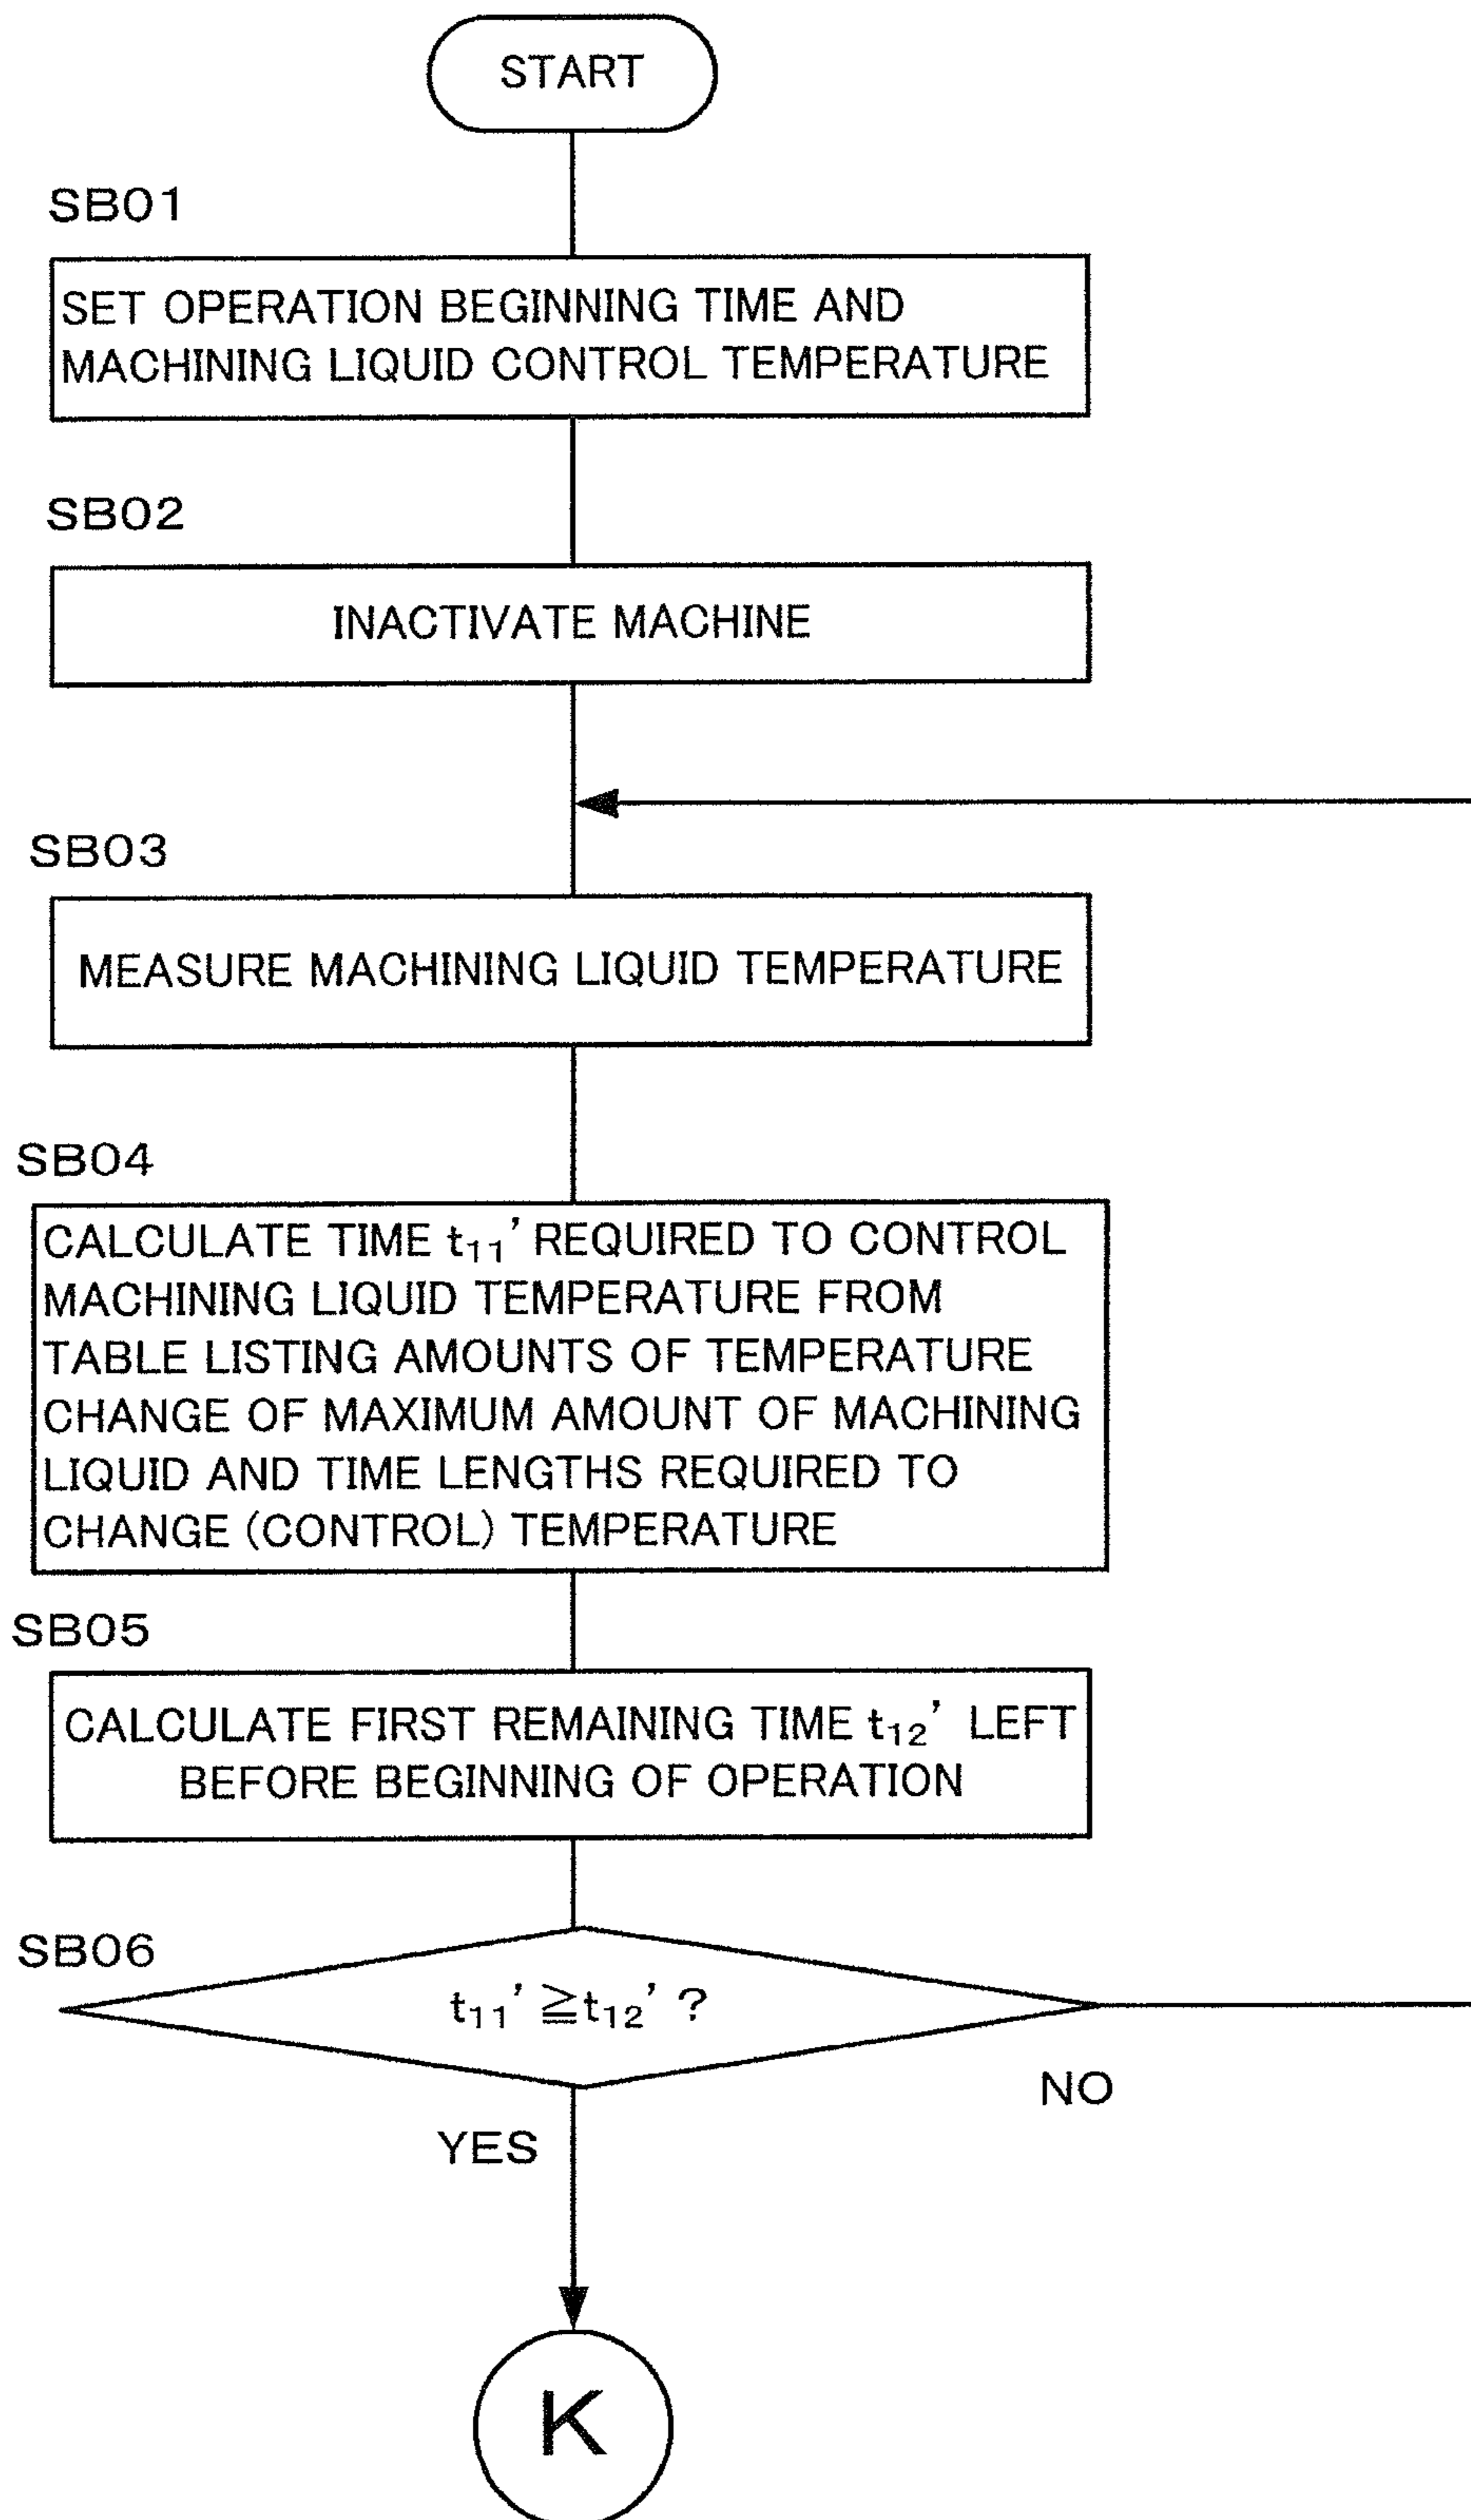 START
SB01
SET OPERATION BEGINNING TIME AND
MACHINING LIQUID CONTROL TEMPERATURE
SB02
INACTIVATE MACHINE
SB03
MEASURE MACHINING LIQUID TEMPERATURE
SB04
CALCULATE TIME t₁₁' REQUIRED TO CONTROL
MACHINING LIQUID TEMPERATURE FROM
TABLE LISTING AMOUNTS OF TEMPERATURE
CHANGE OF MAXIMUM AMOUNT OF MACHINING
LIQUID AND TIME LENGTHS REQUIRED TO
CHANGE (CONTROL) TEMPERATURE
SB05
CALCULATE FIRST REMAINING TIME t₁₂' LEFT
BEFORE BEGINNING OF OPERATION
SB06
t₁₁' ≧ t₁₂' ?
NO
YES
K